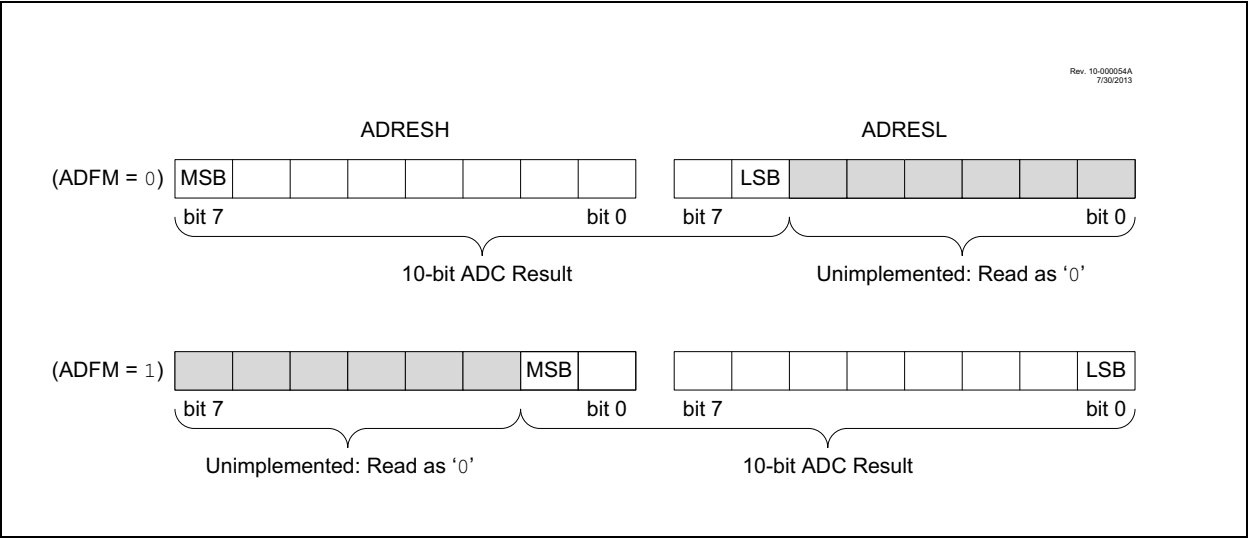 Rev. 10-000054A
7/30/2013
ADRESH ADRESL
(ADFM = 0) MSB LSB
bit 7 bit 0 bit 7 bit 0
10-bit ADC Result Unimplemented: Read as ‘0’
(ADFM = 1) MSB LSB
bit 7 bit 0 bit 7 bit 0
Unimplemented: Read as ‘0’ 10-bit ADC Result